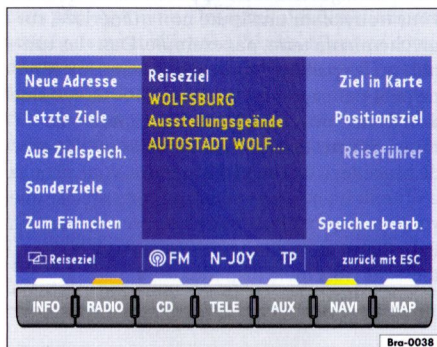 Neue Adresse
Letzte Ziele
Aus Zielspeich.
Sonderziele
Zum Fähnchen
Reiseziel
WOLFSBURG
Ausstellungsgeände
AUTOSTADT WOLF...
Ziel in Karte
Positionsziel
Reiseführer
Speicher bearb.
Reiseziel FM N-JOY TP zurück mit ESC
INFO RADIO CD TELE AUX NAVI MAP
Bra-0038